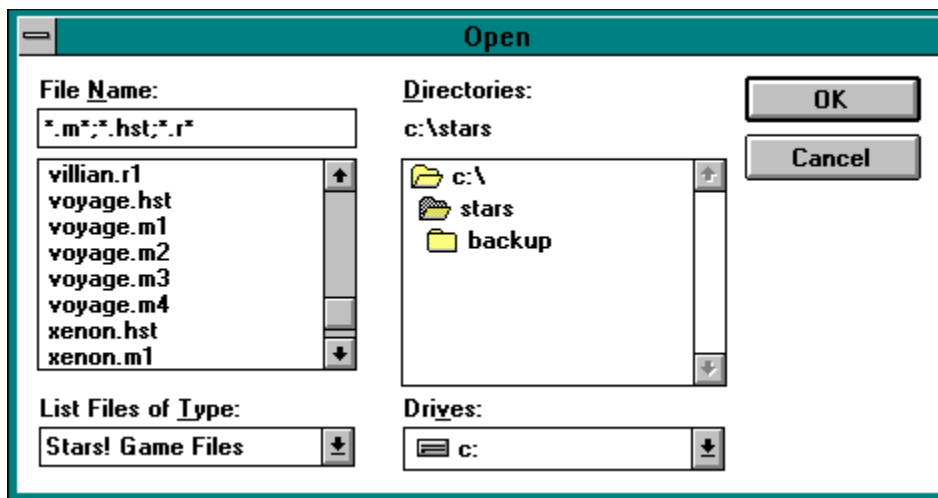 Open
File Name:
*.m*;*.hst;*.r*
villian.r1
voyage.hst
voyage.m1
voyage.m2
voyage.m3
voyage.m4
xenon.hst
xenon.m1
List Files of Type:
Stars! Game Files
Directories:
c:\stars
c:\
stars
backup
Drives:
c:
OK
Cancel